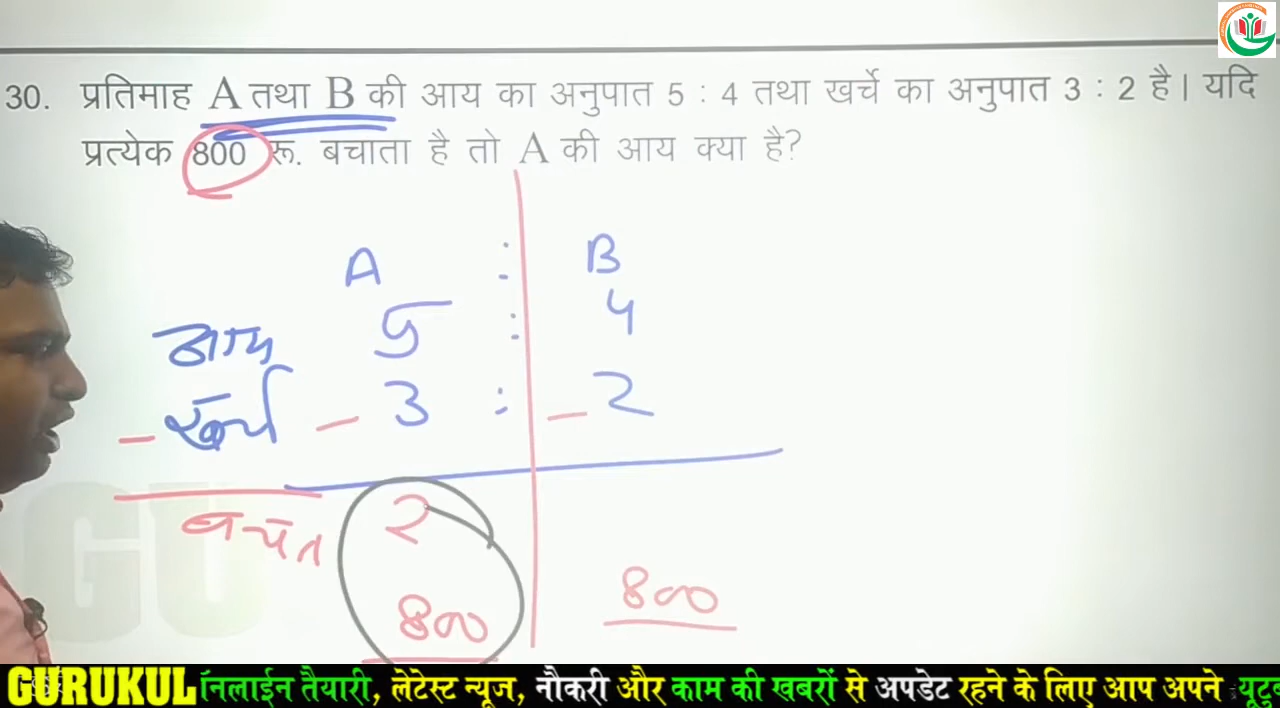 30. प्रतिमाह A तथा B की आय का अनुपात 5 : 4 तथा खर्चे का अनुपात 3 : 2 है। यदि
प्रत्येक 800 रू. बचाता है तो A की आय क्या है?
A : B
आय 5 : 4
- खर्च - 3 : - 2
बचत 2
800 800
GURUKUL ऑनलाईन तैयारी, लेटेस्ट न्यूज, नौकरी और काम की खबरों से अपडेट रहने के लिए आप अपने